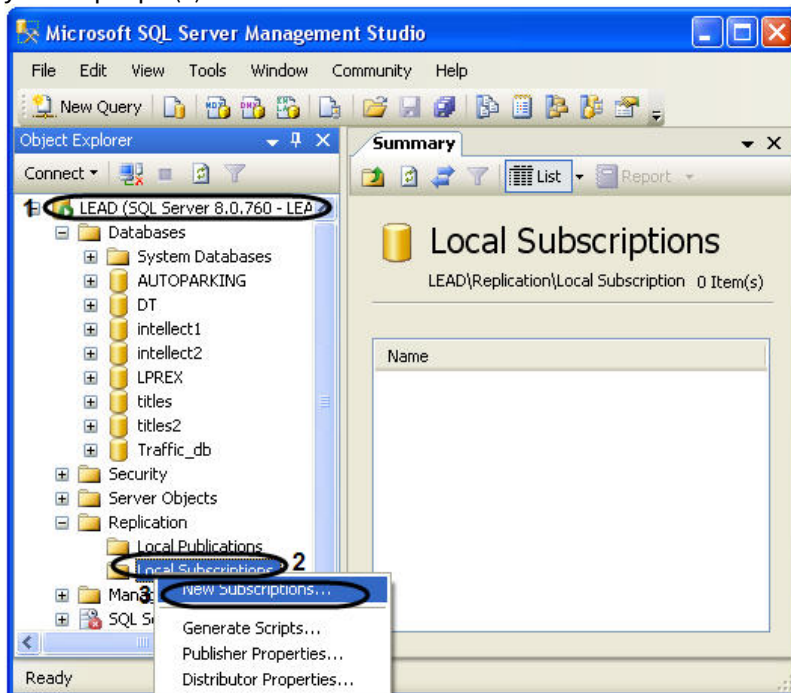 Microsoft SQL Server Management Studio
File Edit View Tools Window Community Help
New Query
Object Explorer
Connect
1 LEAD (SQL Server 8.0.760 - LEA
Databases
System Databases
AUTOPARKING
DT
intellect1
intellect2
LPREX
titles
titles2
Traffic_db
Security
Server Objects
Replication
Local Publications
Local Subscriptions 2
3 New Subscriptions...
Generate Scripts...
Publisher Properties...
Distributor Properties...
Mana
SQL Se
Ready
Summary
List Report
Local Subscriptions
LEAD\Replication\Local Subscription 0 Item(s)
Name